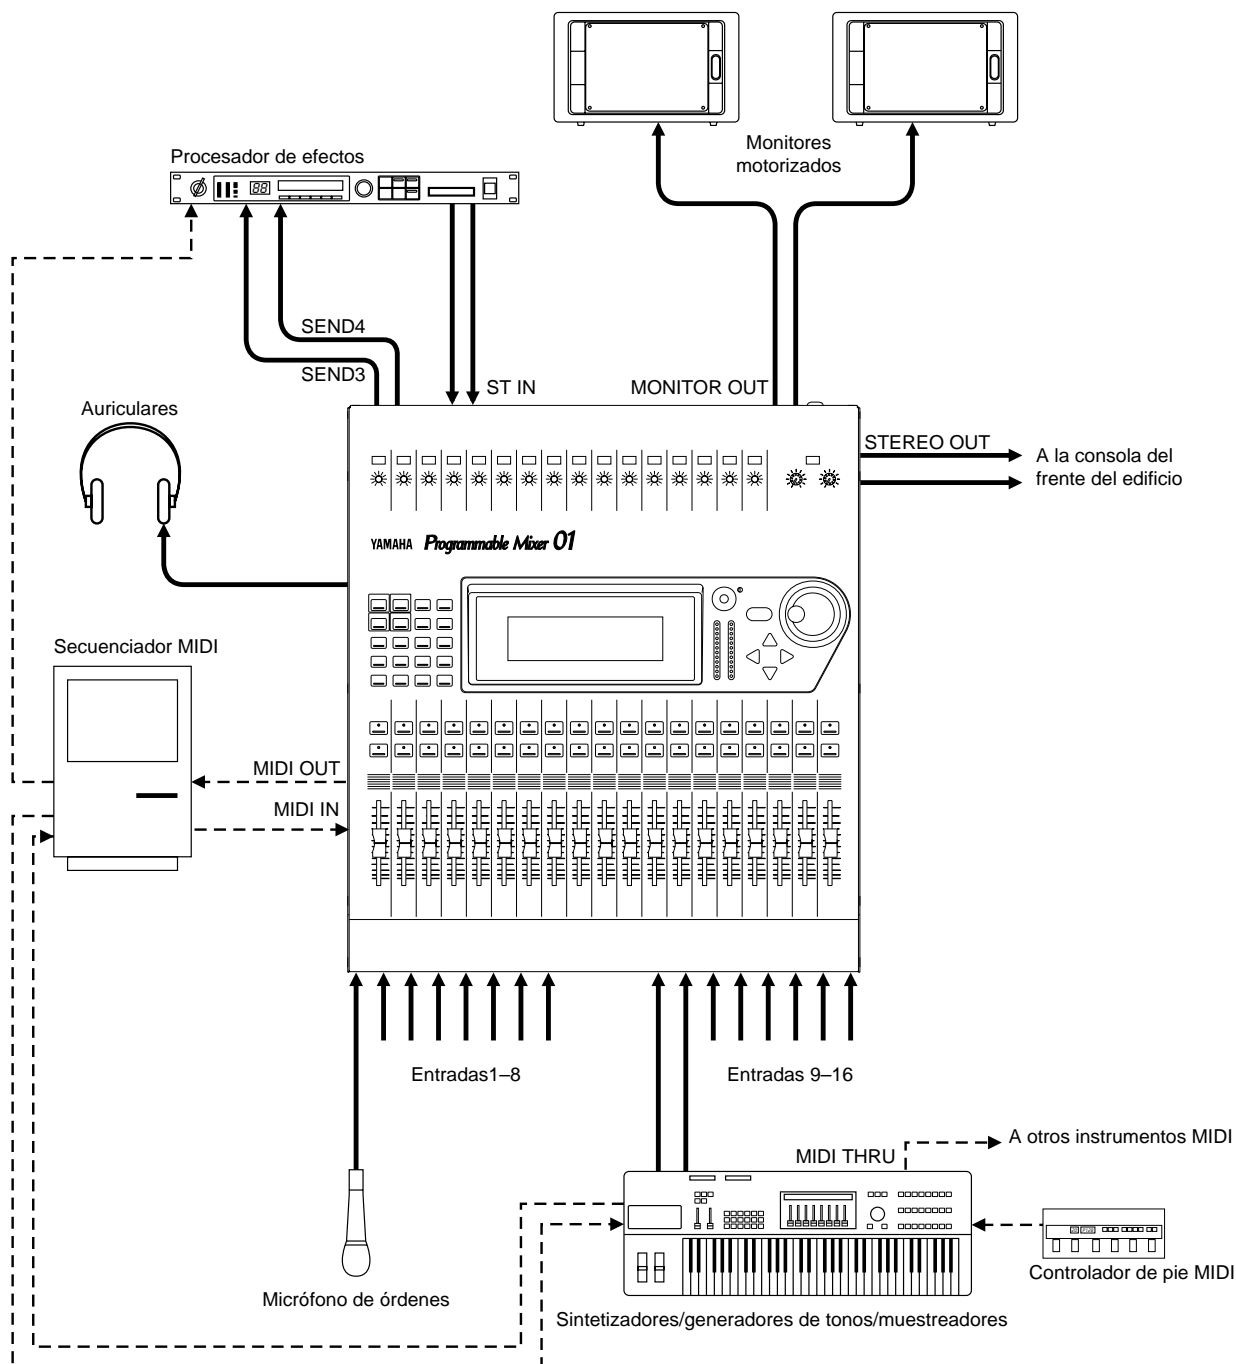 Monitores
motorizados
Procesador de efectos
88
SEND4
SEND3
ST IN
MONITOR OUT
Auriculares
STEREO OUT
A la consola del
frente del edificio
YAMAHA Programmable Mixer 01
Secuenciador MIDI
MIDI OUT
MIDI IN
Entradas1–8
Entradas 9–16
A otros instrumentos MIDI
MIDI THRU
Controlador de pie MIDI
Micrófono de órdenes
Sintetizadores/generadores de tonos/muestreadores